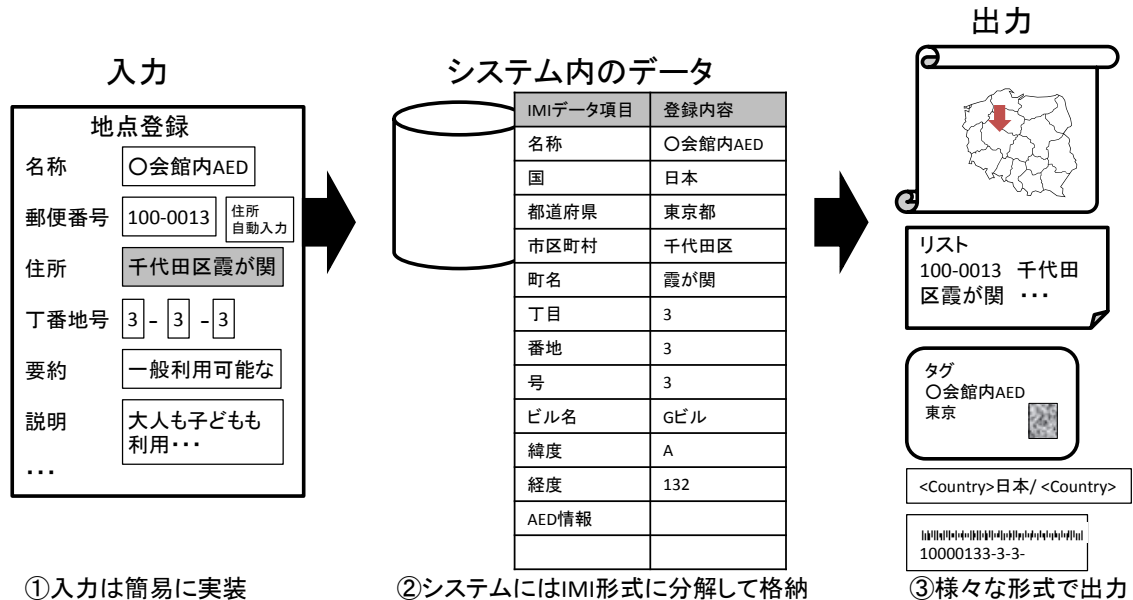 入力
地点登録
名称 〇会館内AED
郵便番号 100-0013 住所
自動入力
住所 千代田区霞が関
丁番地号 3 - 3 - 3
要約 一般利用可能な
説明 大人も子どもも
利用・・・
・・・
①入力は簡易に実装
システム内のデータ
IMIデータ項目 登録内容
名称 〇会館内AED
国 日本
都道府県 東京都
市区町村 千代田区
町名 霞が関
丁目 3
番地 3
号 3
ビル名 Gビル
緯度 A
経度 132
AED情報
②システムにはIMI形式に分解して格納
出力
リスト
100-0013 千代田
区霞が関 ・・・
タグ
〇会館内AED
東京
<Country>日本/ <Country>
10000133-3-3-
③様々な形式で出力